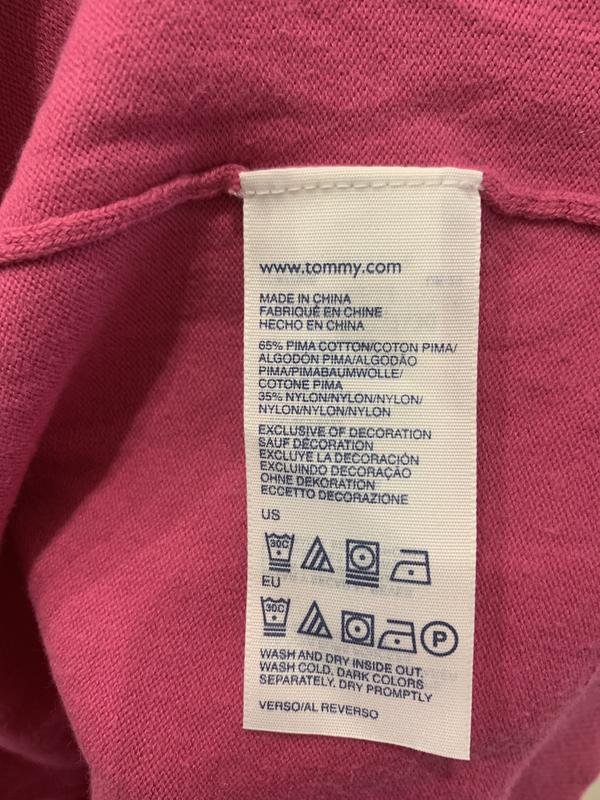 www.tommy.com
MADE IN CHINA
FABRIQUÉ EN CHINE
HECHO EN CHINA
65% PIMA COTTON/COTON PIMA/
ALGODÓN PIMA/ALGODÃO
PIMA/PIMABAUMWOLLE/
COTONE PIMA
35% NYLON/NYLON/NYLON/
NYLON/NYLON/NYLON
EXCLUSIVE OF DECORATION
SAUF DÉCORATION
EXCLUYE LA DECORACIÓN
EXCLUINDO DECORAÇÃO
OHNE DEKORATION
ECCETTO DECORAZIONE
US
30C
EU
30C P
WASH AND DRY INSIDE OUT.
WASH COLD. DARK COLORS
SEPARATELY. DRY PROMPTLY
VERSO/AL REVERSO